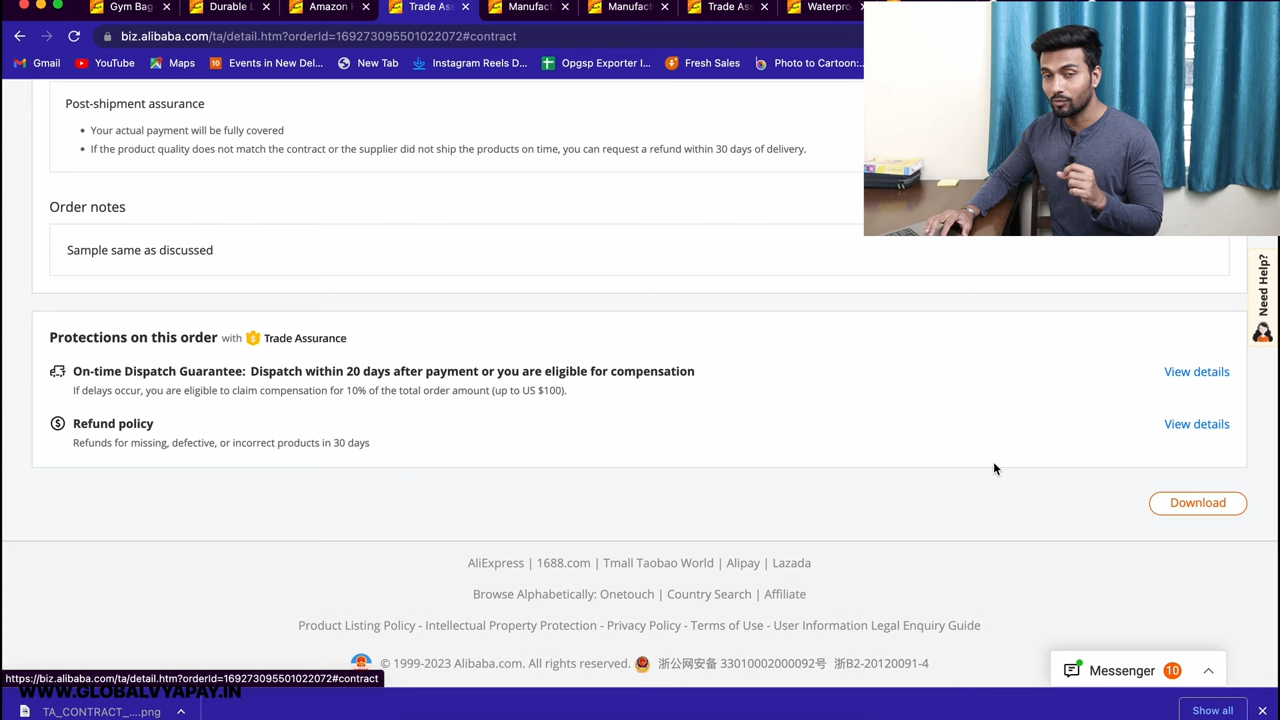 Gym Bag
Durable L
Amazon
Trade Ass
Manufact
Manufact
Trade Ass
Waterproo
biz.alibaba.com/ta/detail.htm?orderId=169273095501022072#contract
Gmail
YouTube
Maps
Events in New Del...
New Tab
Instagram Reels D...
Opgsp Exporter I...
Fresh Sales
Photo to Cartoon:...
Post-shipment assurance
• Your actual payment will be fully covered
• If the product quality does not match the contract or the supplier did not ship the products on time, you can request a refund within 30 days of delivery.
Order notes
Sample same as discussed
Need Help?
Protections on this order with Trade Assurance
On-time Dispatch Guarantee: Dispatch within 20 days after payment or you are eligible for compensation
View details
If delays occur, you are eligible to claim compensation for 10% of the total order amount (up to US $100).
Refund policy
View details
Refunds for missing, defective, or incorrect products in 30 days
Download
AliExpress | 1688.com | Tmall Taobao World | Alipay | Lazada
Browse Alphabetically: Onetouch | Country Search | Affiliate
Product Listing Policy - Intellectual Property Protection - Privacy Policy - Terms of Use - User Information Legal Enquiry Guide
© 1999-2023 Alibaba.com. All rights reserved. 浙公网安备 33010002000092号 浙B2-20120091-4
Messenger 10
https://biz.alibaba.com/ta/detail.htm?orderId=169273095501022072#contract
WWW.GLOBALVYAPAY.IN
TA_CONTRACT_....png
Show all